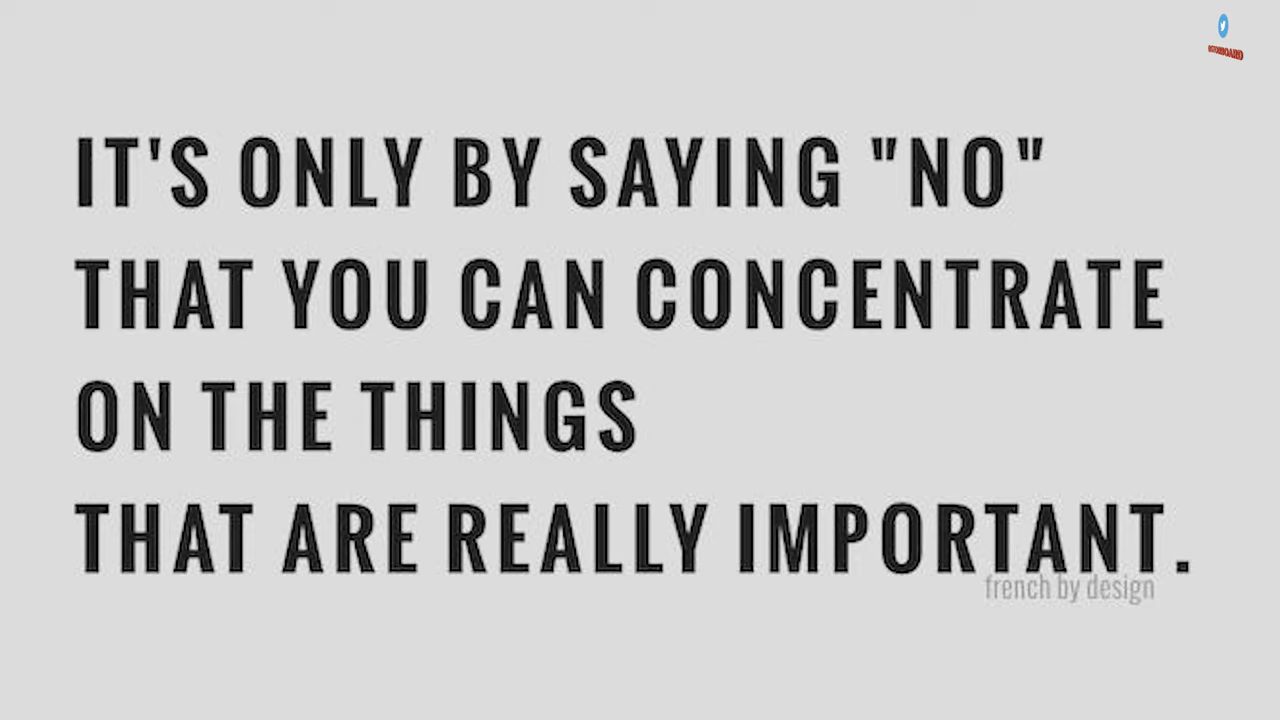 IT'S ONLY BY SAYING "NO"
THAT YOU CAN CONCENTRATE
ON THE THINGS
THAT ARE REALLY IMPORTANT.
french by design